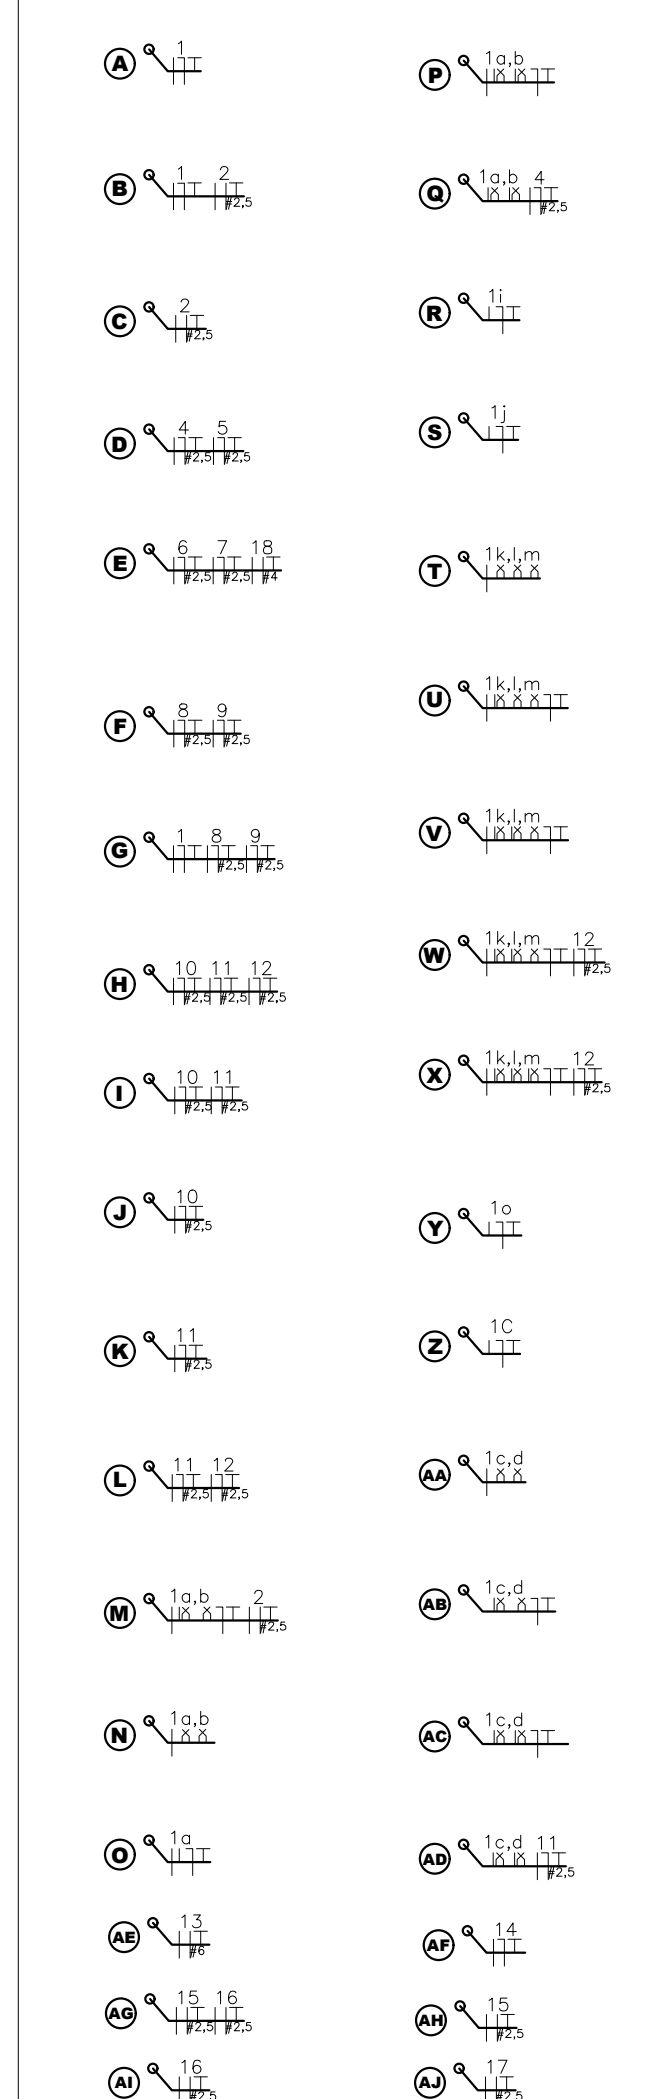 A 1
B 1 2 #2,5
C 2 #2,5
D 4 5 #2,5 #2,5
E 6 7 18 #2,5 #2,5 #4
F 8 9 #2,5 #2,5
G 1 8 9 #2,5 #2,5
H 10 11 12 #2,5 #2,5 #2,5
I 10 11 #2,5 #2,5
J 10 #2,5
K 11 #2,5
L 11 12 #2,5 #2,5
M 1a,b 2 #2,5
N 1a,b
O 1a
AE 13 #6
AG 15 16 #2,5 #2,5
AI 16 #2,5
P 1a,b
Q 1a,b 4 #2,5
R 1i
S 1j
T 1k,l,m
U 1k,l,m
V 1k,l,m
W 1k,l,m 12 #2,5
X 1k,l,m 12 #2,5
Y 1o
Z 1C
AA 1c,d
AB 1c,d
AC 1c,d
AD 1c,d 11 #2,5
AF 14
AH 15 #2,5
AJ 17 #2,5